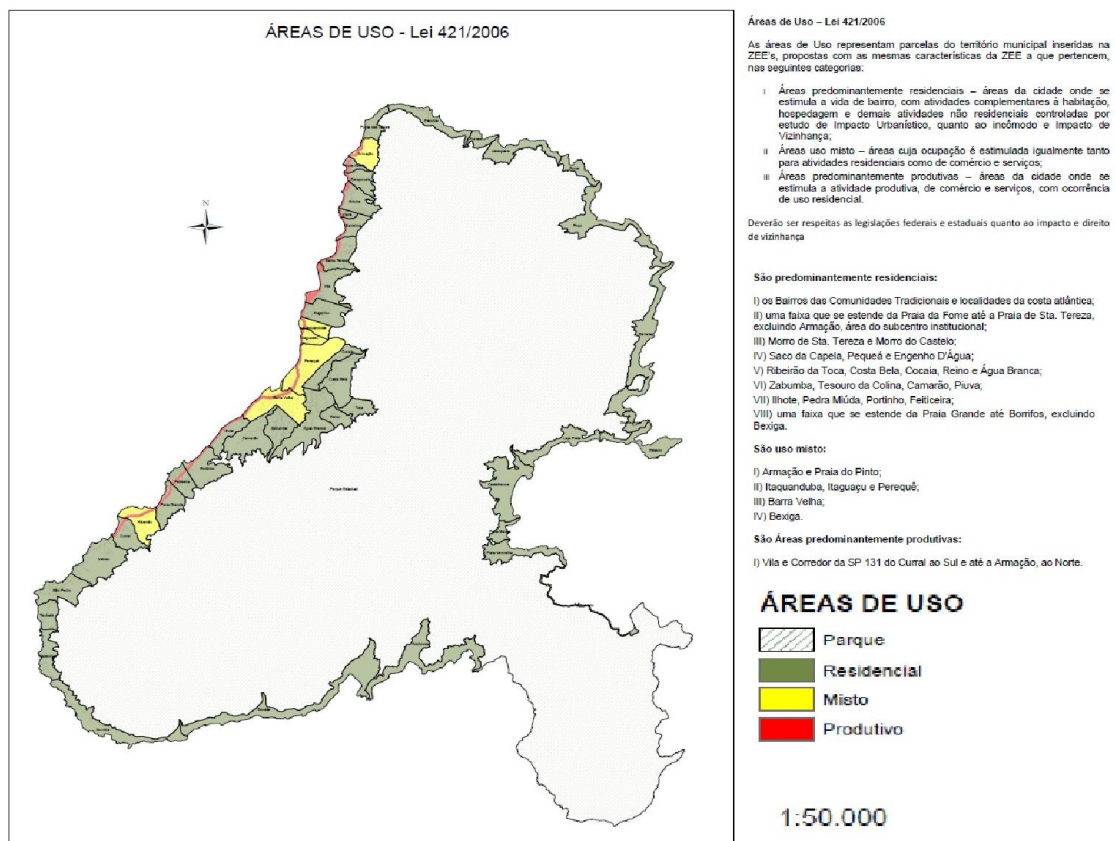 ÁREAS DE USO - Lei 421/2006
N
Armação
Vila
Perequê
Barra Velha
Parque Estadual
Áreas de Uso – Lei 421/2006
As áreas de Uso representam parcelas do território municipal inseridas na
ZEE's, propostas com as mesmas características da ZEE a que pertencem,
nas seguintes categorias:
i Áreas predominantemente residenciais – áreas da cidade onde se
estimula a vida de bairro, com atividades complementares à habitação,
hospedagem e demais atividades não residenciais controladas por
estudo de Impacto Urbanístico, quanto ao incômodo e Impacto de
Vizinhança;
ii Áreas uso misto – áreas cuja ocupação é estimulada igualmente tanto
para atividades residenciais como de comércio e serviços;
iii Áreas predominantemente produtivas – áreas da cidade onde se
estimula a atividade produtiva, de comércio e serviços, com ocorrência
de uso residencial.
Deverão ser respeitas as legislações federais e estaduais quanto ao impacto e direito
de vizinhança
São predominantemente residenciais:
I) os Bairros das Comunidades Tradicionais e localidades da costa atlântica;
II) uma faixa que se estende da Praia da Fome até a Praia de Sta. Tereza,
excluindo Armação, área do subcentro institucional;
III) Morro de Sta. Tereza e Morro do Castelo;
IV) Saco da Capela, Pequeá e Engenho D'Água;
V) Ribeirão da Toca, Costa Bela, Cocaia, Reino e Água Branca;
VI) Zabumba, Tesouro da Colina, Camarão, Piuva;
VII) Ilhote, Pedra Miúda, Portinho, Feiticeira;
VIII) uma faixa que se estende da Praia Grande até Borrifos, excluindo
Bexiga.
São uso misto:
I) Armação e Praia do Pinto;
II) Itaquanduba, Itaguaçu e Perequê;
III) Barra Velha;
IV) Bexiga.
São Áreas predominantemente produtivas:
I) Vila e Corredor da SP 131 do Curral ao Sul e até a Armação, ao Norte.
ÁREAS DE USO
Parque
Residencial
Misto
Produtivo
1:50.000